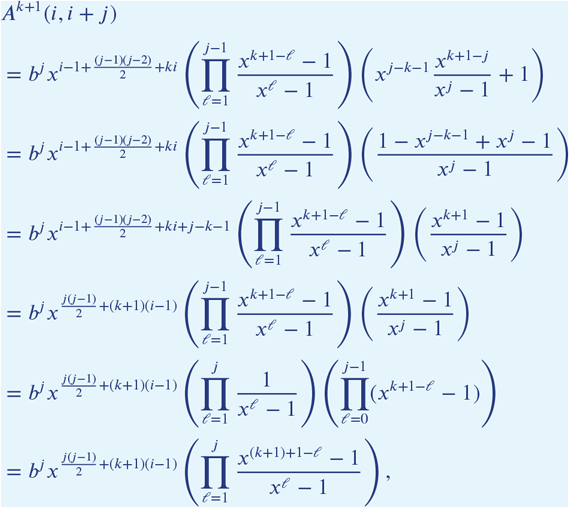 A^{k+1}(i, i + j)
= b^j x^{i-1+\frac{(j-1)(j-2)}{2}+ki} \left( \prod_{\ell=1}^{j-1} \frac{x^{k+1-\ell} - 1}{x^\ell - 1} \right) \left( x^{j-k-1} \frac{x^{k+1-j}}{x^j - 1} + 1 \right)
= b^j x^{i-1+\frac{(j-1)(j-2)}{2}+ki} \left( \prod_{\ell=1}^{j-1} \frac{x^{k+1-\ell} - 1}{x^\ell - 1} \right) \left( \frac{1 - x^{j-k-1} + x^j - 1}{x^j - 1} \right)
= b^j x^{i-1+\frac{(j-1)(j-2)}{2}+ki+j-k-1} \left( \prod_{\ell=1}^{j-1} \frac{x^{k+1-\ell} - 1}{x^\ell - 1} \right) \left( \frac{x^{k+1} - 1}{x^j - 1} \right)
= b^j x^{\frac{j(j-1)}{2}+(k+1)(i-1)} \left( \prod_{\ell=1}^{j-1} \frac{x^{k+1-\ell} - 1}{x^\ell - 1} \right) \left( \frac{x^{k+1} - 1}{x^j - 1} \right)
= b^j x^{\frac{j(j-1)}{2}+(k+1)(i-1)} \left( \prod_{\ell=1}^{j} \frac{1}{x^\ell - 1} \right) \left( \prod_{\ell=0}^{j-1} (x^{k+1-\ell} - 1) \right)
= b^j x^{\frac{j(j-1)}{2}+(k+1)(i-1)} \left( \prod_{\ell=1}^{j} \frac{x^{(k+1)+1-\ell} - 1}{x^\ell - 1} \right),